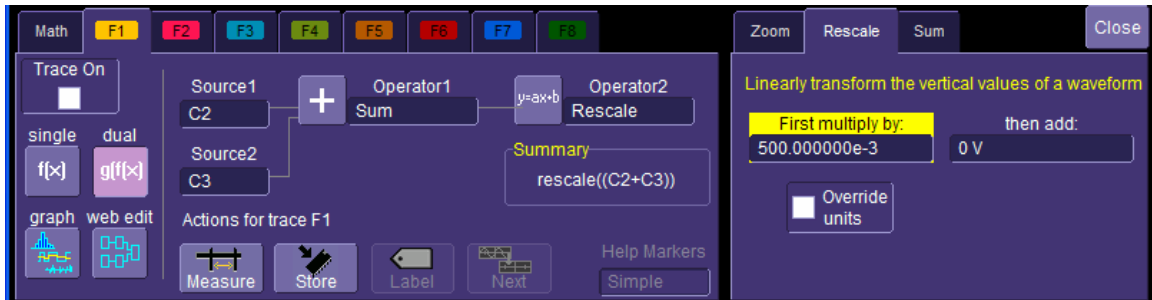 Math F1 F2 F3 F4 F5 F6 F7 F8
Trace On
single dual
f(x) g(f(x)
graph web edit
Source1
C2
Source2
C3
Operator1
Sum
y=ax+b
Operator2
Rescale
Summary
rescale((C2+C3))
Actions for trace F1
Measure Store Label Next
Help Markers
Simple
Zoom Rescale Sum Close
Linearly transform the vertical values of a waveform
First multiply by:
500.000000e-3
then add:
0 V
Override
units